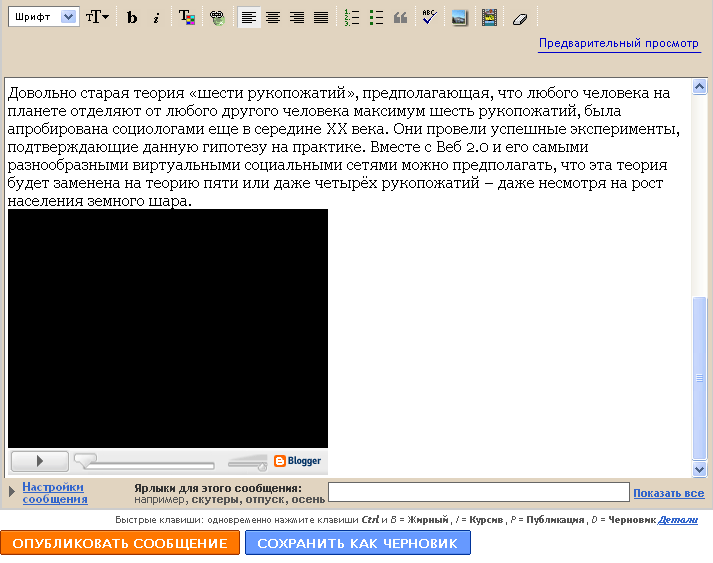 Шрифт
Предварительный просмотр
Довольно старая теория «шести рукопожатий», предполагающая, что любого человека на
планете отделяют от любого другого человека максимум шесть рукопожатий, была
апробирована социологами еще в середине XX века. Они провели успешные эксперименты,
подтверждающие данную гипотезу на практике. Вместе с Веб 2.0 и его самыми
разнообразными виртуальными социальными сетями можно предполагать, что эта теория
будет заменена на теорию пяти или даже четырёх рукопожатий – даже несмотря на рост
населения земного шара.
Blogger
Настройки сообщения
Ярлыки для этого сообщения:
например, скутеры, отпуск, осень
Показать все
Быстрые клавиши: одновременно нажмите клавиши Ctrl и B = Жирный, I = Курсив, P = Публикация, D = Черновик Детали
ОПУБЛИКОВАТЬ СООБЩЕНИЕ
СОХРАНИТЬ КАК ЧЕРНОВИК